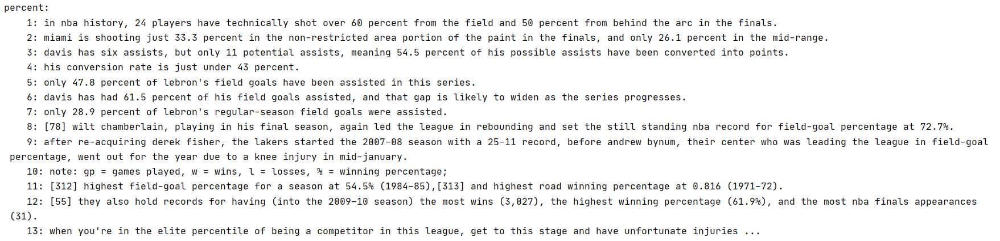 percent:
1: in nba history, 24 players have technically shot over 60 percent from the field and 50 percent from behind the arc in the finals.
2: miami is shooting just 33.3 percent in the non-restricted area portion of the paint in the finals, and only 26.1 percent in the mid-range.
3: davis has six assists, but only 11 potential assists, meaning 54.5 percent of his possible assists have been converted into points.
4: his conversion rate is just under 43 percent.
5: only 47.8 percent of lebron's field goals have been assisted in this series.
6: davis has had 61.5 percent of his field goals assisted, and that gap is likely to widen as the series progresses.
7: only 28.9 percent of lebron's regular-season field goals were assisted.
8: [78] wilt chamberlain, playing in his final season, again led the league in rebounding and set the still standing nba record for field-goal percentage at 72.7%.
9: after re-acquiring derek fisher, the lakers started the 2007–08 season with a 25–11 record, before andrew bynum, their center who was leading the league in field-goal
percentage, went out for the year due to a knee injury in mid-january.
10: note: gp = games played, w = wins, l = losses, % = winning percentage;
11: [312] highest field-goal percentage for a season at 54.5% (1984–85),[313] and highest road winning percentage at 0.816 (1971–72).
12: [55] they also hold records for having (into the 2009–10 season) the most wins (3,027), the highest winning percentage (61.9%), and the most nba finals appearances
(31).
13: when you're in the elite percentile of being a competitor in this league, get to this stage and have unfortunate injuries ...